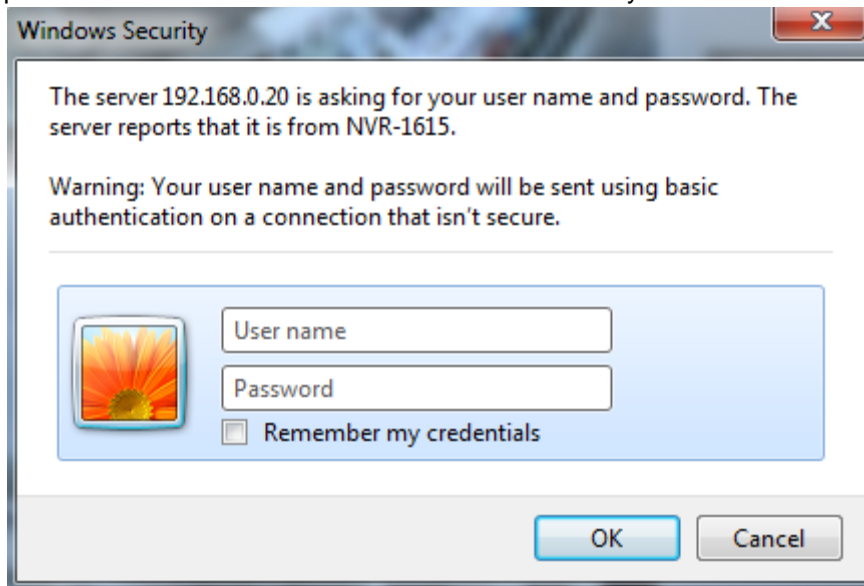 Windows Security
The server 192.168.0.20 is asking for your user name and password. The
server reports that it is from NVR-1615.
Warning: Your user name and password will be sent using basic
authentication on a connection that isn't secure.
User name
Password
Remember my credentials
OK
Cancel